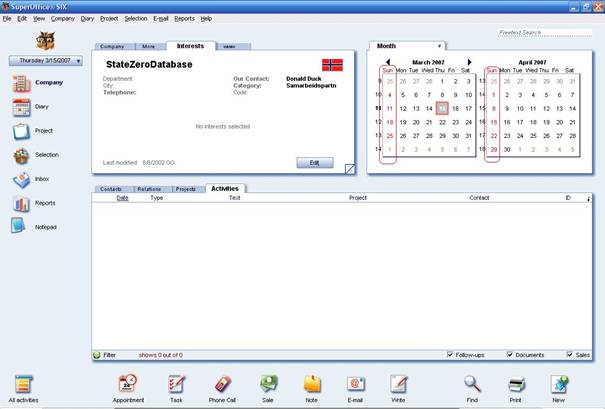 SuperOffice® SIX
File Edit View Company Diary Project Selection E-mail Reports Help
Freetext Search
Thursday 3/15/2007
Company
Diary
Project
Selection
Inbox
Reports
Notepad
Company More Interests www
StateZeroDatabase
Department: Our Contact: Donald Duck
City: Category: Samarbeidspartn
Telephone: Code:
No interests selected
Last modified 8/6/2002 OG Edit
Month
March 2007 April 2007
Sun Mon Tue Wed Thu Fri Sat Sun Mon Tue Wed Thu Fri Sat
9 25 26 27 28 1 2 3 13 25 26 27 28 29 30 31
10 4 5 6 7 8 9 10 14 1 2 3 4 5 6 7
11 11 12 13 14 15 16 17 15 8 9 10 11 12 13 14
12 18 19 20 21 22 23 24 16 15 16 17 18 19 20 21
13 25 26 27 28 29 30 31 17 22 23 24 25 26 27 28
14 1 2 3 4 5 6 7 18 29 30 1 2 3 4 5
Contacts Relations Projects Activities
Date Type Text Project Contact ID
Filter shows 0 out of 0 Follow-ups Documents Sales
All activities Appointment Task Phone Call Sale Note E-mail Write Find Print New